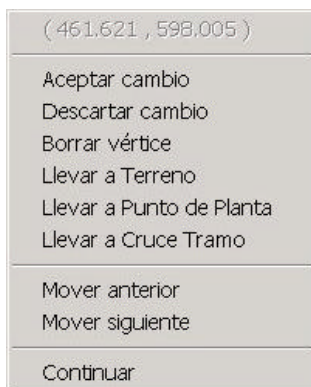 ( 461.621 , 598.005 )
Aceptar cambio
Descartar cambio
Borrar vértice
Llevar a Terreno
Llevar a Punto de Planta
Llevar a Cruce Tramo
Mover anterior
Mover siguiente
Continuar